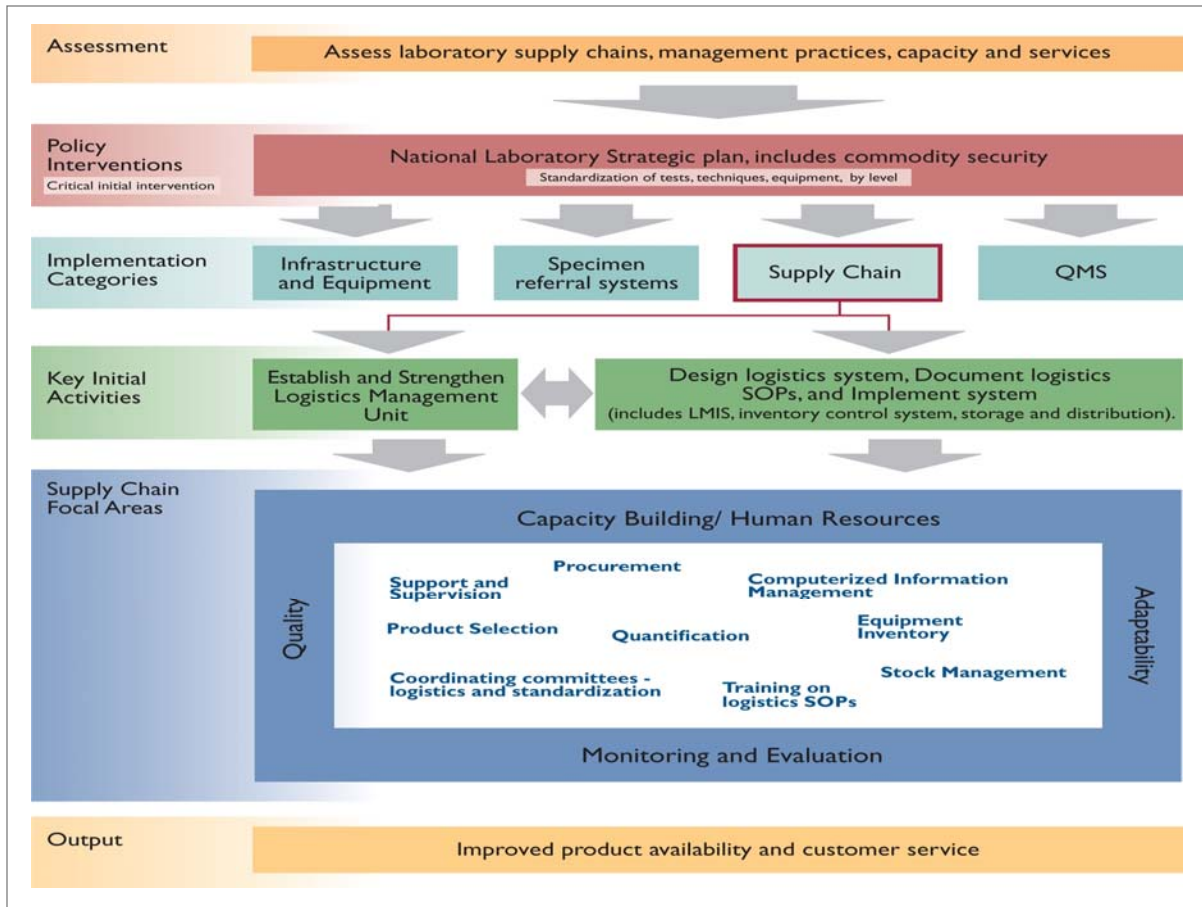 Assessment
Assess laboratory supply chains, management practices, capacity and services
Policy
Interventions
Critical initial intervention
National Laboratory Strategic plan, includes commodity security
Standardization of tests, techniques, equipment, by level
Implementation
Categories
Infrastructure
and Equipment
Specimen
referral systems
Supply Chain
QMS
Key Initial
Activities
Establish and Strengthen
Logistics Management
Unit
Design logistics system, Document logistics
SOPs, and Implement system
(includes LMIS, inventory control system, storage and distribution).
Supply Chain
Focal Areas
Capacity Building/ Human Resources
Quality
Procurement
Support and
Supervision
Computerized Information
Management
Product Selection
Quantification
Equipment
Inventory
Coordinating committees -
logistics and standardization
Training on
logistics SOPs
Stock Management
Adaptability
Monitoring and Evaluation
Output
Improved product availability and customer service